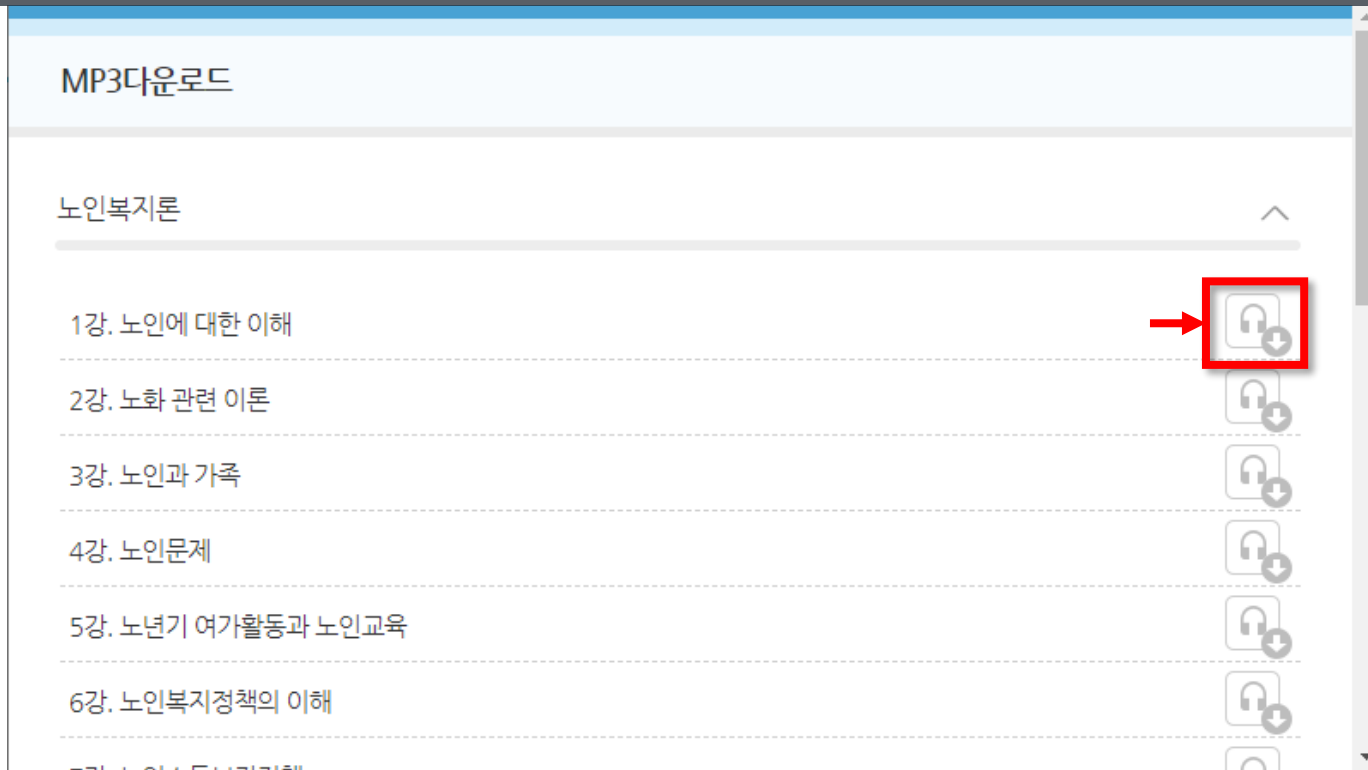 MP3다운로드
노인복지론
1강. 노인에 대한 이해
2강. 노화 관련 이론
3강. 노인과 가족
4강. 노인문제
5강. 노년기 여가활동과 노인교육
6강. 노인복지정책의 이해